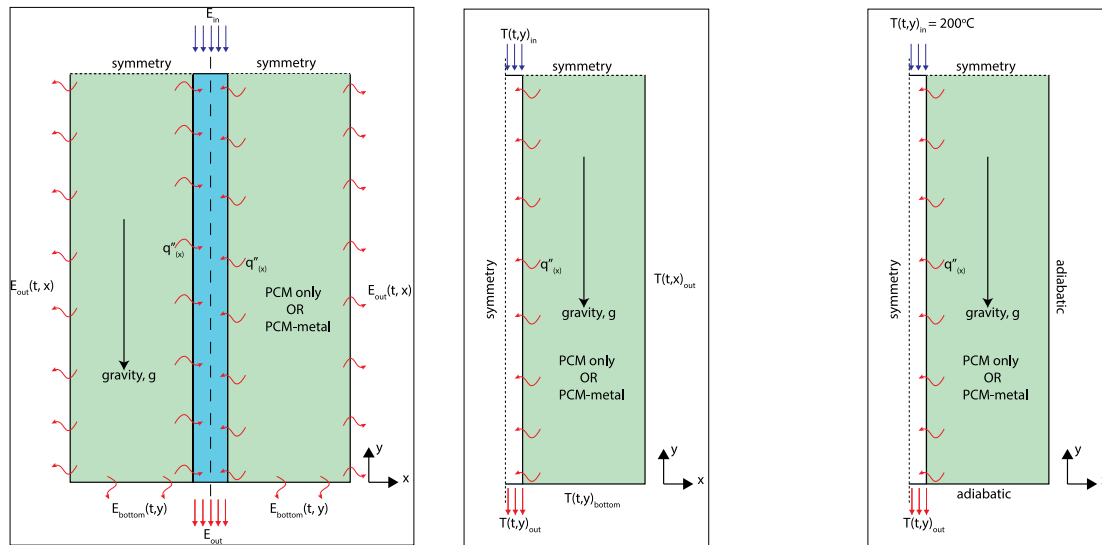 E_in
symmetry
symmetry
q″_(x)
q″_(x)
E_out(t, x)
E_out(t, x)
PCM only
OR
PCM-metal
gravity, g
y
x
E_bottom(t,y)
E_bottom(t, y)
E_out
T(t,y)_in
symmetry
symmetry
q″_(x)
T(t,x)_out
gravity, g
PCM only
OR
PCM-metal
y
x
T(t,y)_bottom
T(t,y)_out
T(t,y)_in = 200°C
symmetry
symmetry
q″_(x)
adiabatic
gravity, g
PCM only
OR
PCM-metal
y
adiabatic
T(t,y)_out